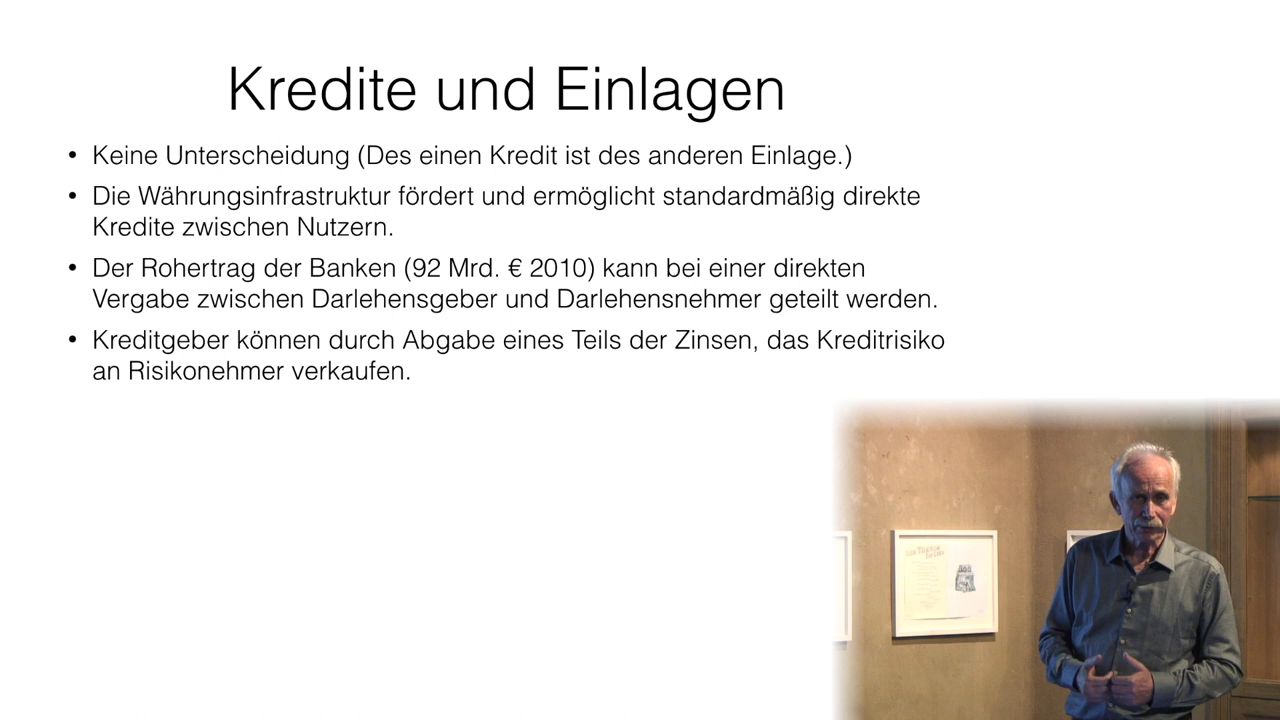 Kredite und Einlagen
• Keine Unterscheidung (Des einen Kredit ist des anderen Einlage.)
• Die Währungsinfrastruktur fördert und ermöglicht standardmäßig direkte
Kredite zwischen Nutzern.
• Der Rohertrag der Banken (92 Mrd. € 2010) kann bei einer direkten
Vergabe zwischen Darlehensgeber und Darlehensnehmer geteilt werden.
• Kreditgeber können durch Abgabe eines Teils der Zinsen, das Kreditrisiko
an Risikonehmer verkaufen.